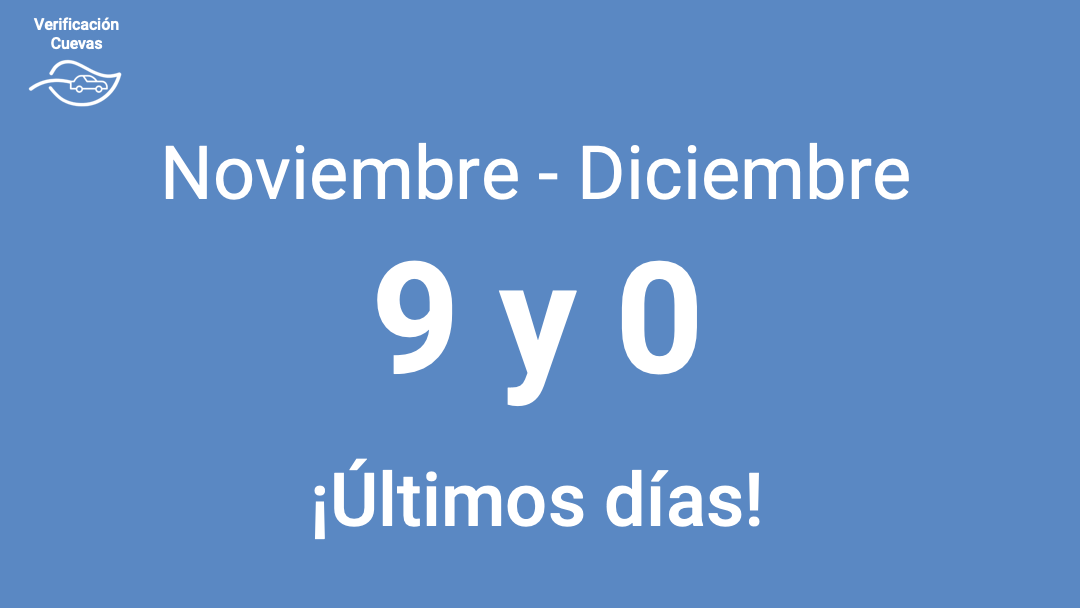 Verificación
Cuevas
Noviembre - Diciembre
9 y 0
¡Últimos días!